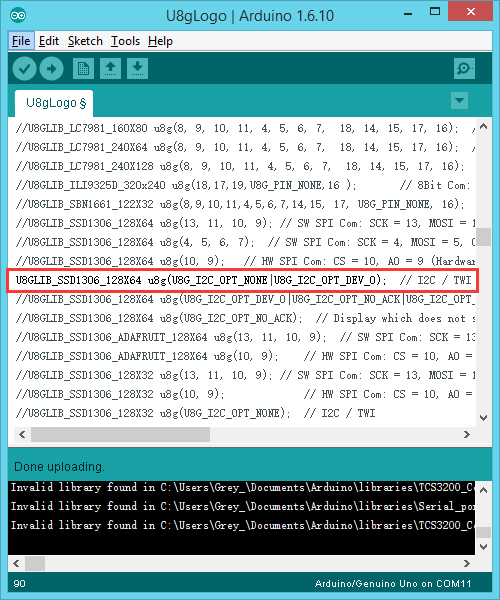 U8gLogo | Arduino 1.6.10
File Edit Sketch Tools Help
U8gLogo §
//U8GLIB_LC7981_160X80 u8g(8, 9, 10, 11, 4, 5, 6, 7,  18, 14, 15, 17, 16);  /
//U8GLIB_LC7981_240X64 u8g(8, 9, 10, 11, 4, 5, 6, 7,  18, 14, 15, 17, 16);  /
//U8GLIB_LC7981_240X128 u8g(8, 9, 10, 11, 4, 5, 6, 7,  18, 14, 15, 17, 16);
//U8GLIB_ILI9325D_320x240 u8g(18,17,19,U8G_PIN_NONE,16 );      // 8Bit Com:
//U8GLIB_SBN1661_122X32 u8g(8,9,10,11,4,5,6,7,14,15, 17, U8G_PIN_NONE, 16);
//U8GLIB_SSD1306_128X64 u8g(13, 11, 10, 9); // SW SPI Com: SCK = 13, MOSI = 1
//U8GLIB_SSD1306_128X64 u8g(4, 5, 6, 7);  // SW SPI Com: SCK = 4, MOSI = 5, C
//U8GLIB_SSD1306_128X64 u8g(10, 9);   // HW SPI Com: CS = 10, A0 = 9 (Hardwar
U8GLIB_SSD1306_128X64 u8g(U8G_I2C_OPT_NONE|U8G_I2C_OPT_DEV_0);  // I2C / TWI
//U8GLIB_SSD1306_128X64 u8g(U8G_I2C_OPT_DEV_0|U8G_I2C_OPT_NO_ACK|U8G_I2C_OPT_
//U8GLIB_SSD1306_128X64 u8g(U8G_I2C_OPT_NO_ACK);  // Display which does not s
//U8GLIB_SSD1306_ADAFRUIT_128X64 u8g(13, 11, 10, 9);  // SW SPI Com: SCK = 13
//U8GLIB_SSD1306_ADAFRUIT_128X64 u8g(10, 9);    // HW SPI Com: CS = 10, A0 =
//U8GLIB_SSD1306_128X32 u8g(13, 11, 10, 9); // SW SPI Com: SCK = 13, MOSI = 1
//U8GLIB_SSD1306_128X32 u8g(10, 9);             // HW SPI Com: CS = 10, A0 =
//U8GLIB_SSD1306_128X32 u8g(U8G_I2C_OPT_NONE);  // I2C / TWI
Done uploading.
Invalid library found in C:\Users\Grey_\Documents\Arduino\libraries\TCS3200_Co
Invalid library found in C:\Users\Grey_\Documents\Arduino\libraries\Serial_por
Invalid library found in C:\Users\Grey_\Documents\Arduino\libraries\TCS3200_Co
90 Arduino/Genuino Uno on COM11